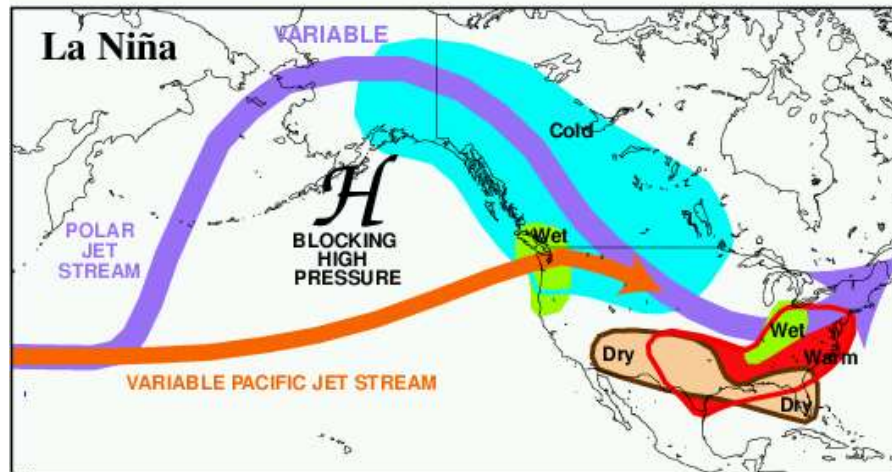 La Niña
VARIABLE
Cold
H
POLAR
JET
STREAM
BLOCKING
HIGH
PRESSURE
Wet
Wet
Dry
Warm
VARIABLE PACIFIC JET STREAM
Dry